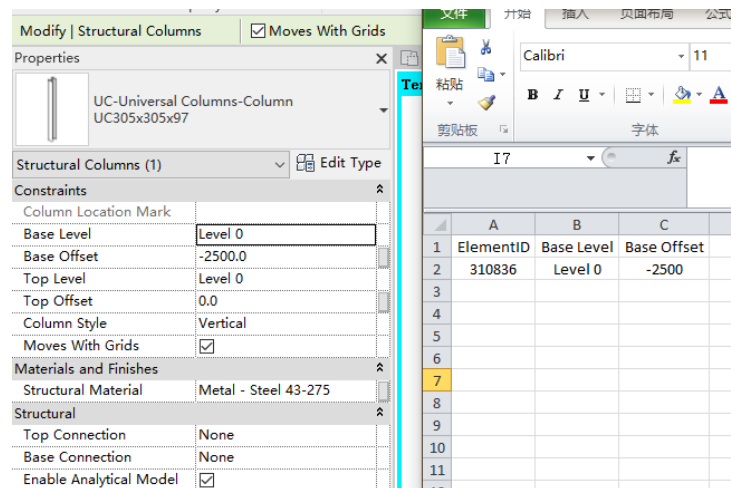 Modify | Structural Columns
Moves With Grids
Properties
UC-Universal Columns-Column
UC305x305x97
Structural Columns (1)
Edit Type
Constraints
Column Location Mark
Base Level Level 0
Base Offset -2500.0
Top Level Level 0
Top Offset 0.0
Column Style Vertical
Moves With Grids
Materials and Finishes
Structural Material Metal - Steel 43-275
Structural
Top Connection None
Base Connection None
Enable Analytical Model
文件 开始 插入 页面布局 公式
粘贴
Calibri 11
B I U A
剪贴板 字体
I7 fx
A B C
1 ElementID Base Level Base Offset
2 310836 Level 0 -2500
3
4
5
6
7
8
9
10
11